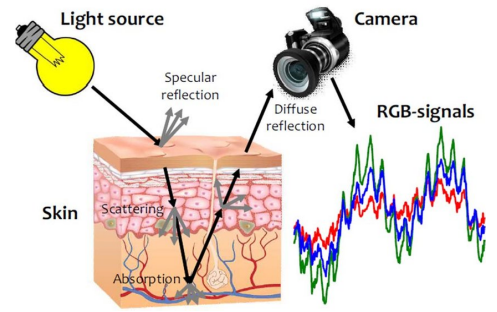 Light source
Camera
Specular
reflection
Diffuse
reflection
RGB-signals
Skin
Scattering
Absorption